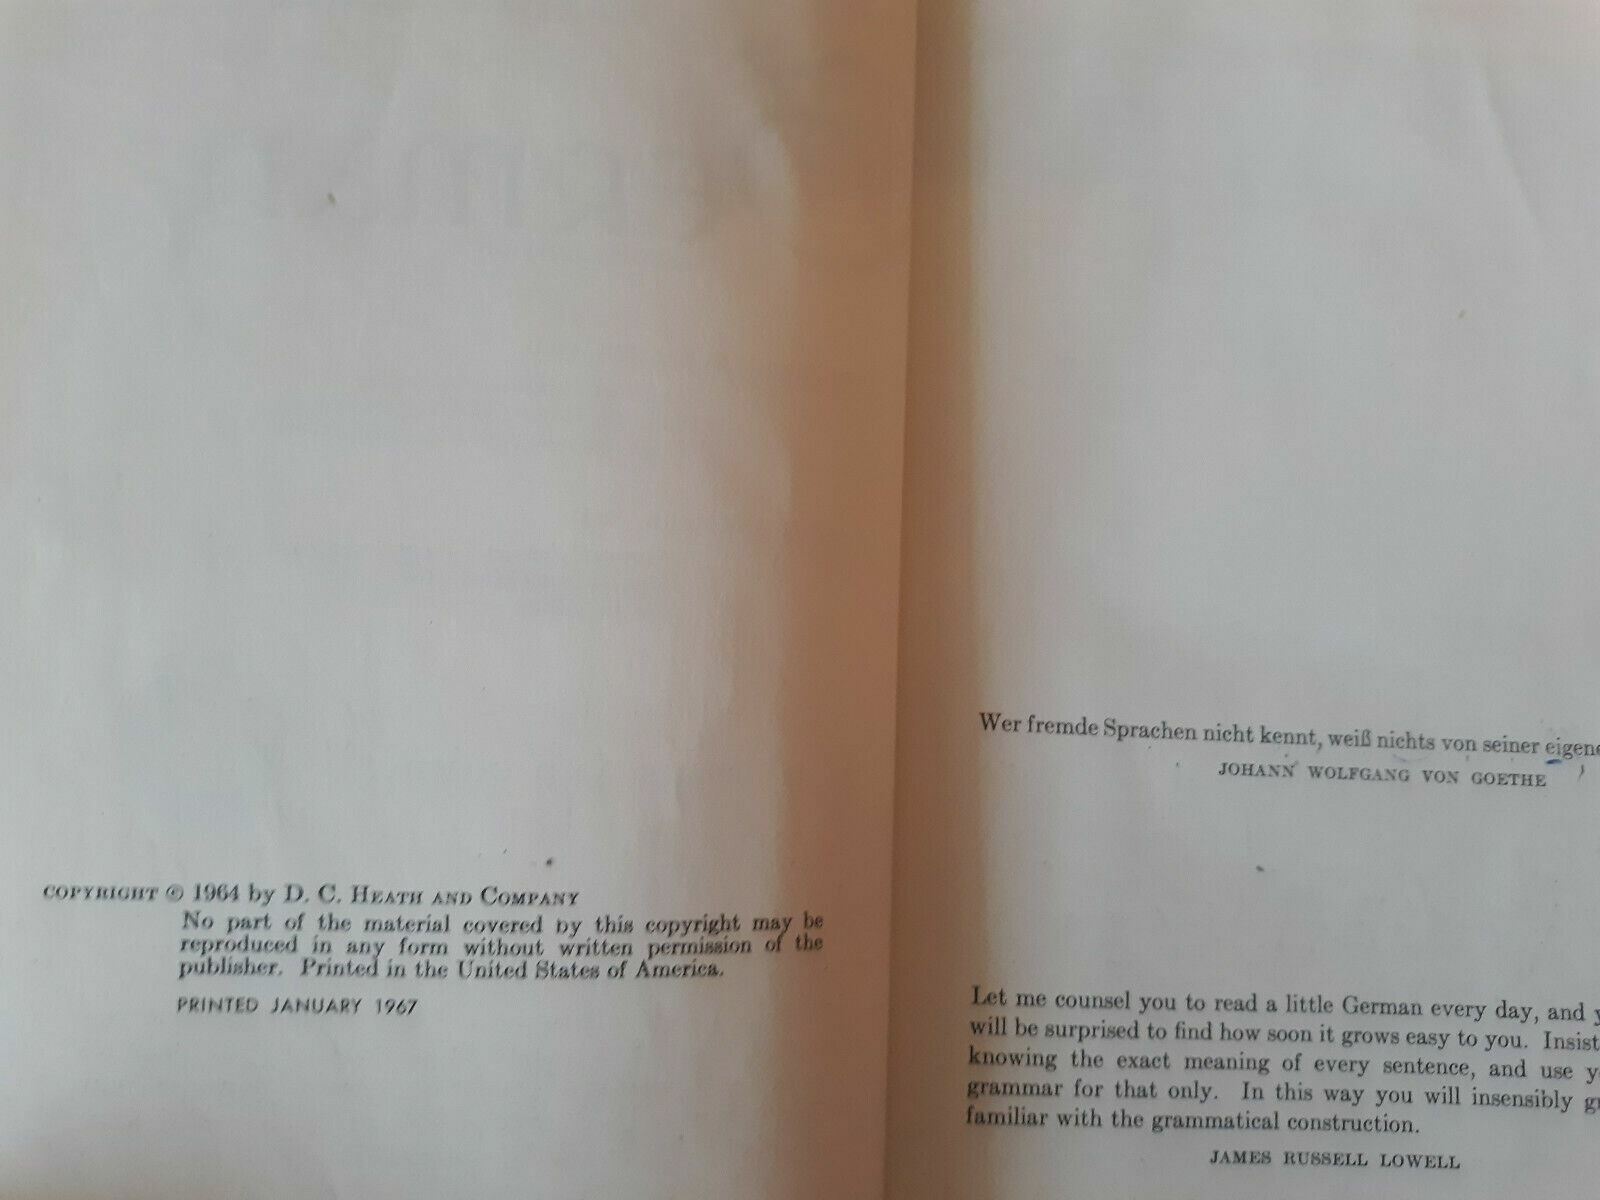 COPYRIGHT © 1964 by D. C. HEATH AND COMPANY
No part of the material covered by this copyright may be
reproduced in any form without written permission of the
publisher. Printed in the United States of America.
PRINTED JANUARY 1967
Wer fremde Sprachen nicht kennt, weiß nichts von seiner eigene
JOHANN WOLFGANG VON GOETHE
Let me counsel you to read a little German every day, and y
will be surprised to find how soon it grows easy to you. Insist
knowing the exact meaning of every sentence, and use y
grammar for that only. In this way you will insensibly g
familiar with the grammatical construction.
JAMES RUSSELL LOWELL